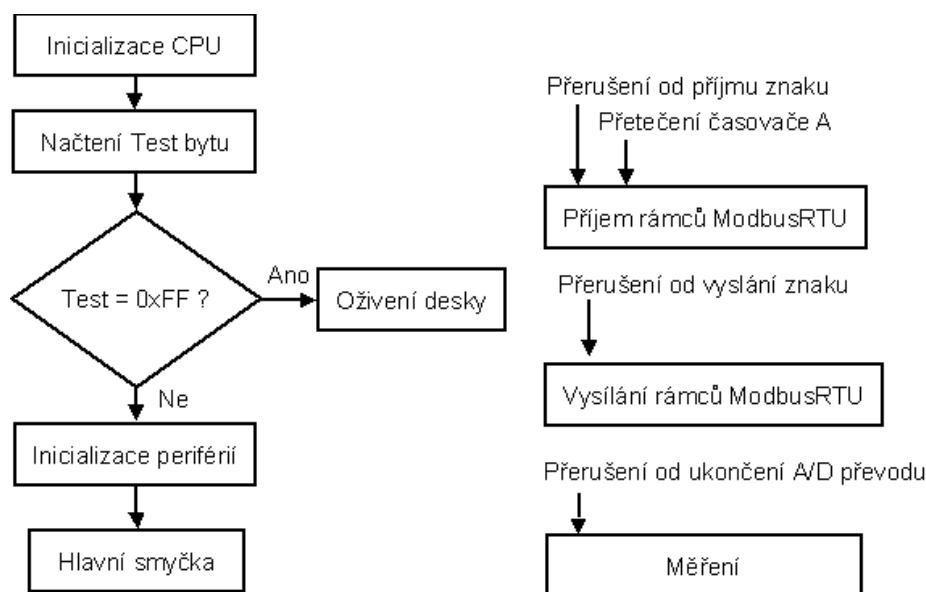 Inicializace CPU
Načtení Test bytu
Test = 0xFF ?
Ano
Oživení desky
Ne
Inicializace periférií
Hlavní smyčka
Přerušení od příjmu znaku
Přetečení časovače A
Příjem rámců ModbusRTU
Přerušení od vyslání znaku
Vysílání rámců ModbusRTU
Přerušení od ukončení A/D převodu
Měření